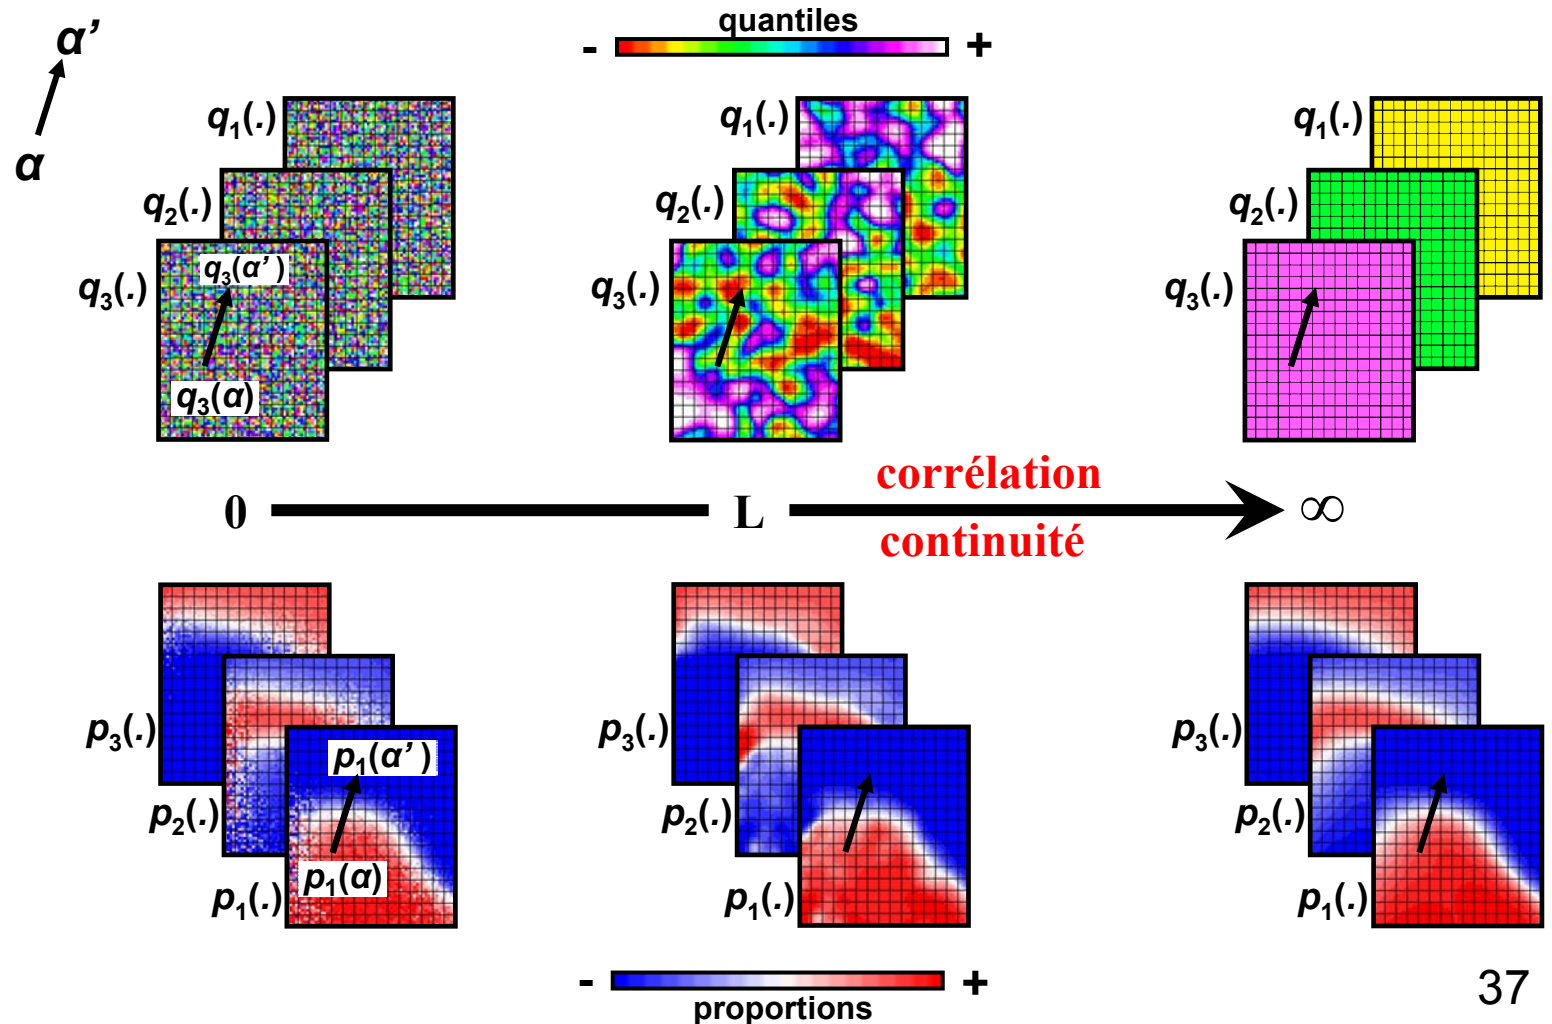 quantiles
- +
α’
α
q1(.)
q2(.)
q3(.)
q3(α’ )
q3(α)
q1(.)
q2(.)
q3(.)
q1(.)
q2(.)
q3(.)
corrélation
0 L ∞
continuité
p3(.)
p2(.)
p1(.)
p1(α’ )
p1(α)
p3(.)
p2(.)
p1(.)
p3(.)
p2(.)
p1(.)
- +
proportions
37